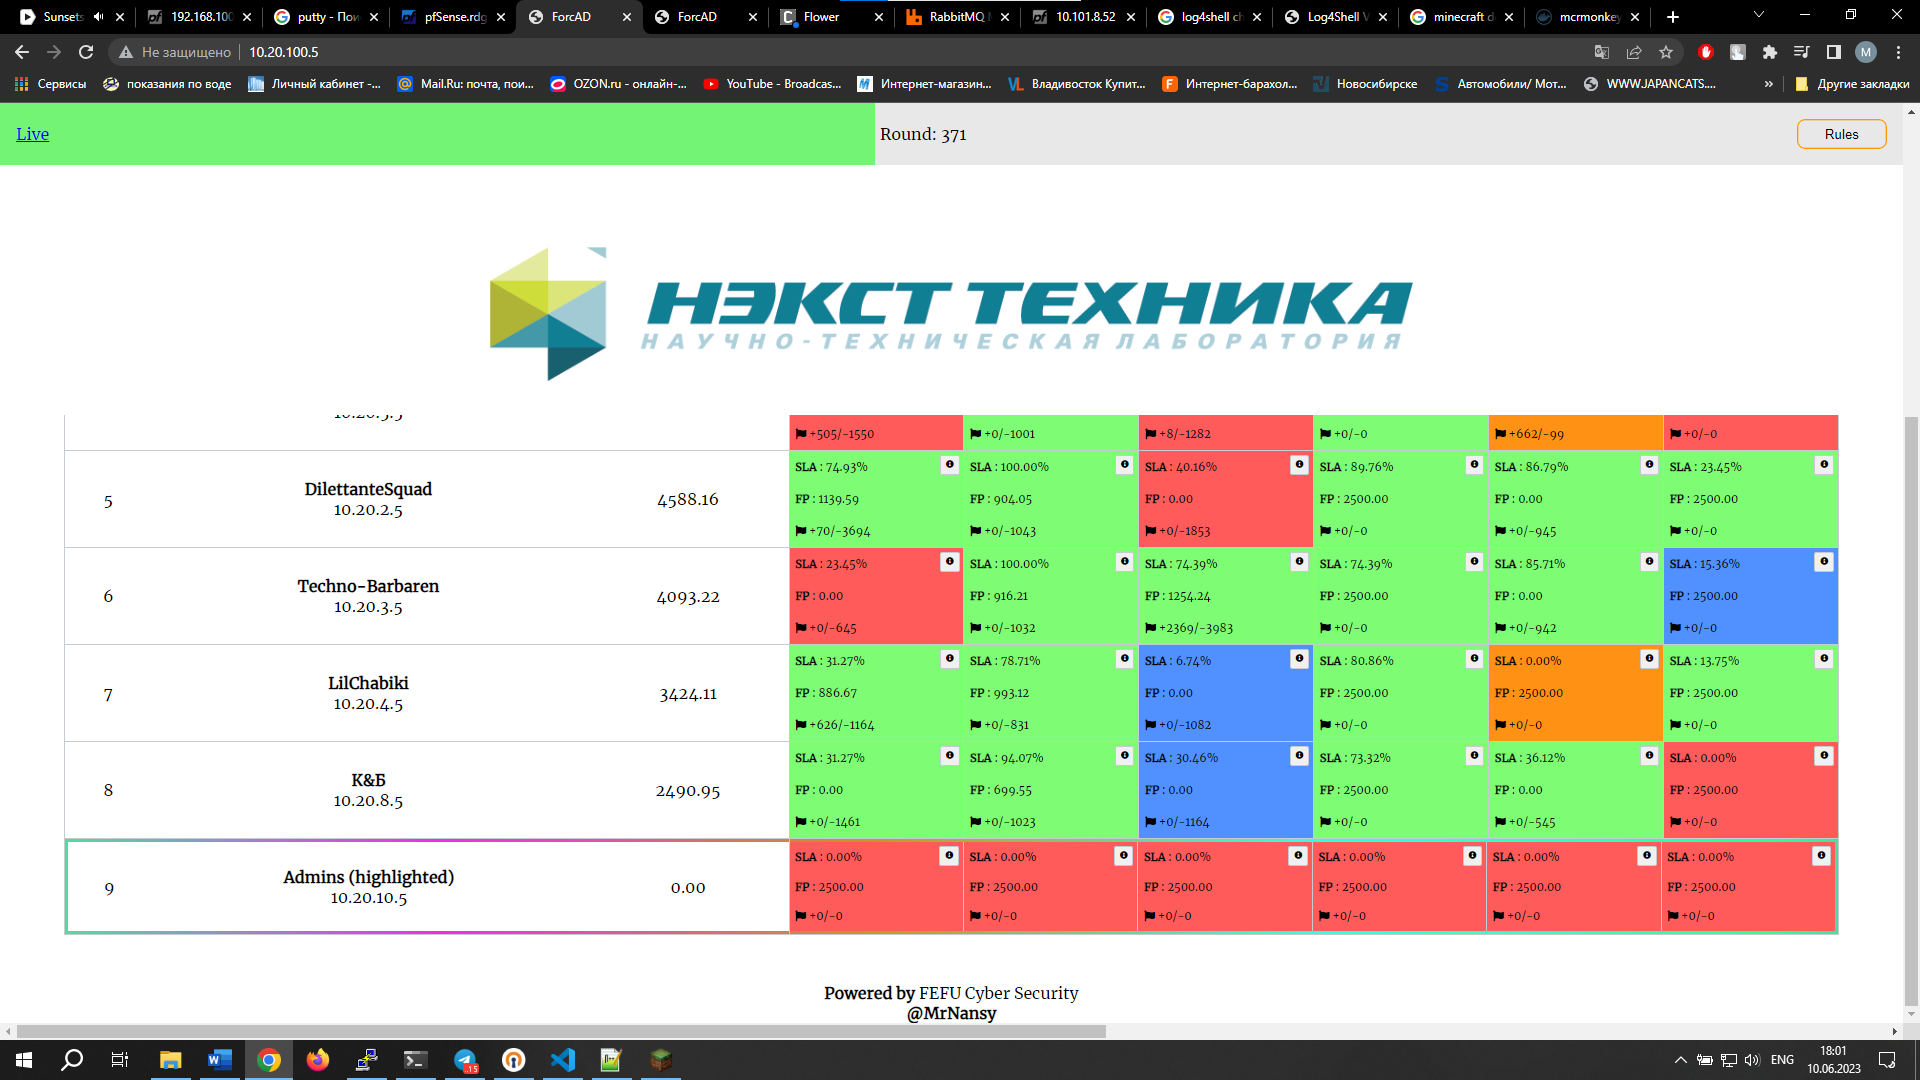 Sunsets
192.168.100
putty - Пои
pfSense.rdg
ForcAD
ForcAD
Flower
RabbitMQ
10.101.8.52
log4shell ch
Log4Shell V
minecraft d
mcrmonkey
Не защищено
10.20.100.5
Сервисы
показания по воде
Личный кабинет -...
Mail.Ru: почта, пои...
OZON.ru - онлайн-...
YouTube - Broadcas...
Интернет-магазин...
Владивосток Купит...
Интернет-барахол...
Новосибирске
Автомобили/ Мот...
WWW.JAPANCATS....
»
Другие закладки
Live
Round: 371
Rules
НЭКСТ ТЕХНИКА
НАУЧНО-ТЕХНИЧЕСКАЯ ЛАБОРАТОРИЯ
+505/-1550
+0/-1001
+8/-1282
+0/-0
+662/-99
+0/-0
5
DilettanteSquad
10.20.2.5
4588.16
SLA : 74.93%
FP : 1139.59
+70/-3694
SLA : 100.00%
FP : 904.05
+0/-1043
SLA : 40.16%
FP : 0.00
+0/-1853
SLA : 89.76%
FP : 2500.00
+0/-0
SLA : 86.79%
FP : 0.00
+0/-945
SLA : 23.45%
FP : 2500.00
+0/-0
6
Techno-Barbaren
10.20.3.5
4093.22
SLA : 23.45%
FP : 0.00
+0/-645
SLA : 100.00%
FP : 916.21
+0/-1032
SLA : 74.39%
FP : 1254.24
+2369/-3983
SLA : 74.39%
FP : 2500.00
+0/-0
SLA : 85.71%
FP : 0.00
+0/-942
SLA : 15.36%
FP : 2500.00
+0/-0
7
LilChabiki
10.20.4.5
3424.11
SLA : 31.27%
FP : 886.67
+626/-1164
SLA : 78.71%
FP : 993.12
+0/-831
SLA : 6.74%
FP : 0.00
+0/-1082
SLA : 80.86%
FP : 2500.00
+0/-0
SLA : 0.00%
FP : 2500.00
+0/-0
SLA : 13.75%
FP : 2500.00
+0/-0
8
К&Б
10.20.8.5
2490.95
SLA : 31.27%
FP : 0.00
+0/-1461
SLA : 94.07%
FP : 699.55
+0/-1023
SLA : 30.46%
FP : 0.00
+0/-1164
SLA : 73.32%
FP : 2500.00
+0/-0
SLA : 36.12%
FP : 0.00
+0/-545
SLA : 0.00%
FP : 2500.00
+0/-0
9
Admins (highlighted)
10.20.10.5
0.00
SLA : 0.00%
FP : 2500.00
+0/-0
SLA : 0.00%
FP : 2500.00
+0/-0
SLA : 0.00%
FP : 2500.00
+0/-0
SLA : 0.00%
FP : 2500.00
+0/-0
SLA : 0.00%
FP : 2500.00
+0/-0
SLA : 0.00%
FP : 2500.00
+0/-0
Powered by FEFU Cyber Security
@MrNansy
ENG
18:01
10.06.2023